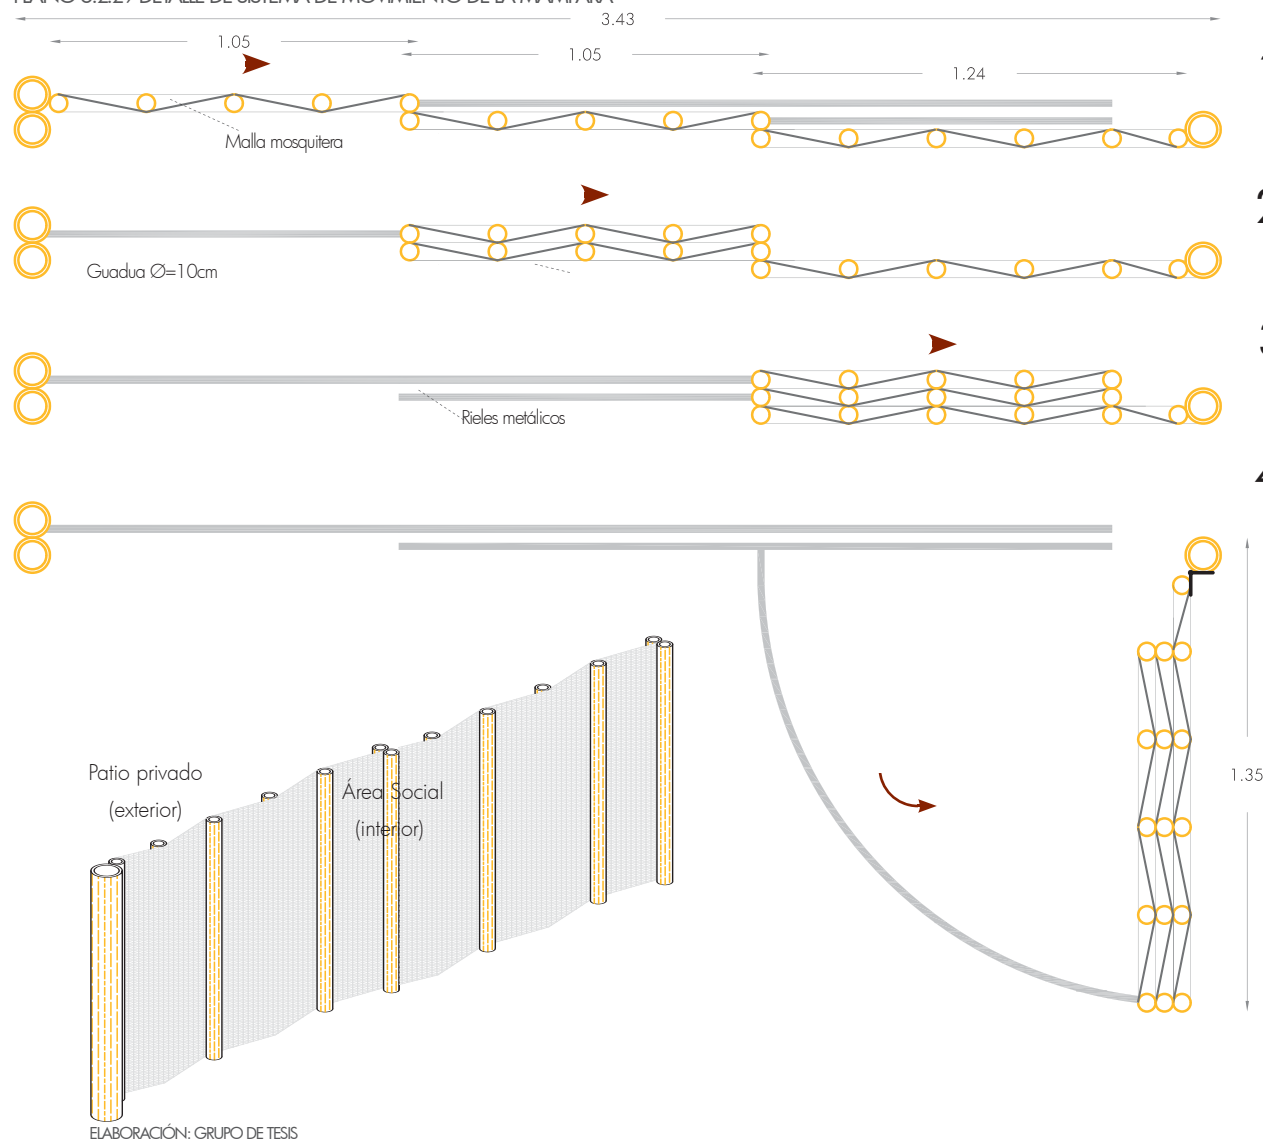 3.43
1.05
1.05
1.24
Malla mosquitera
2
Guadua Ø=10cm
Rieles metálicos
Patio privado
(exterior)
Área Social
(interior)
1.35
ELABORACIÓN: GRUPO DE TESIS